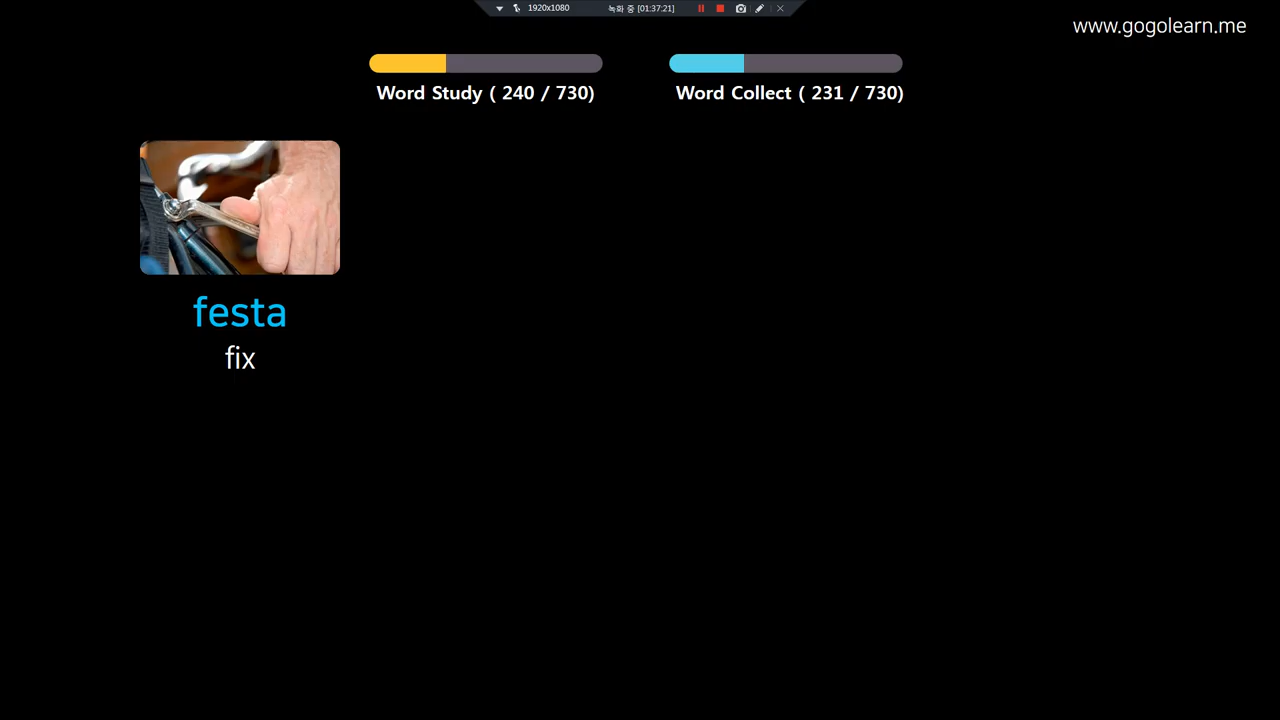 1920x1080
녹화 중 [01:37:21]
www.gogolearn.me
Word Study ( 240 / 730)
Word Collect ( 231 / 730)
festa
fix